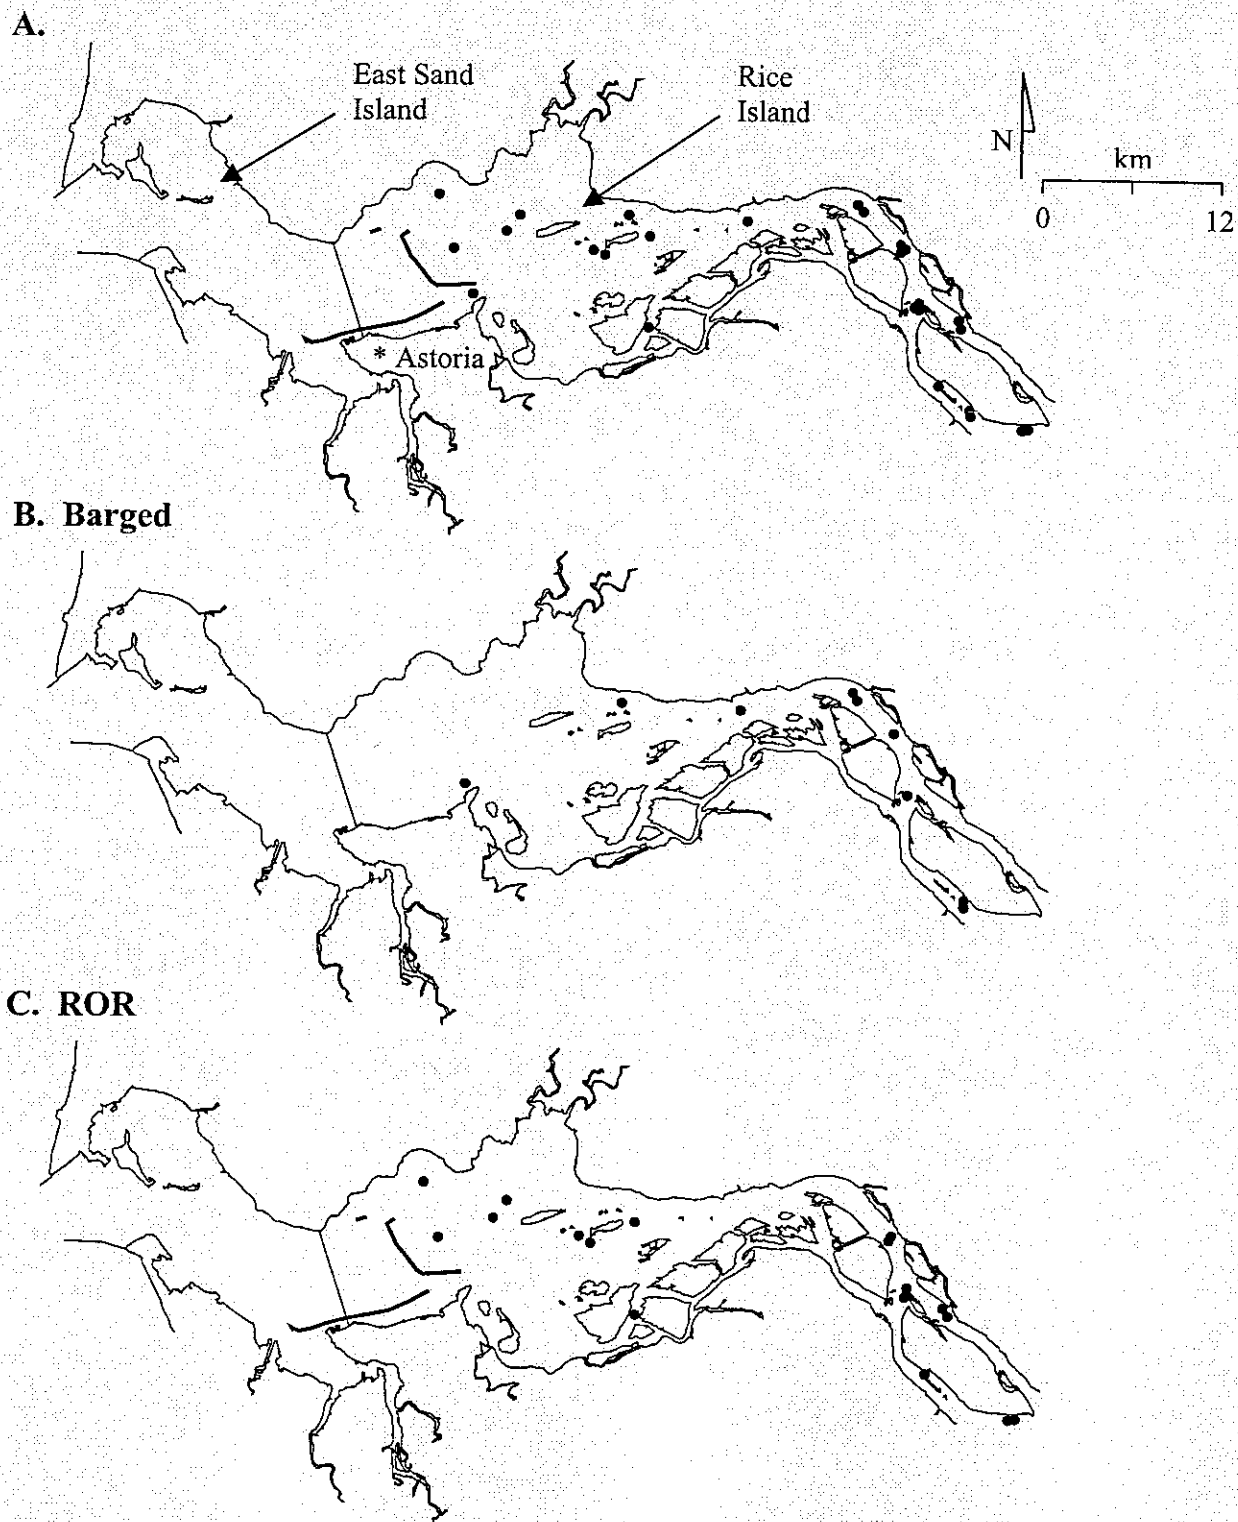 A.
East Sand
Island
Rice
Island
N
km
0 12
* Astoria
B. Barged
C. ROR